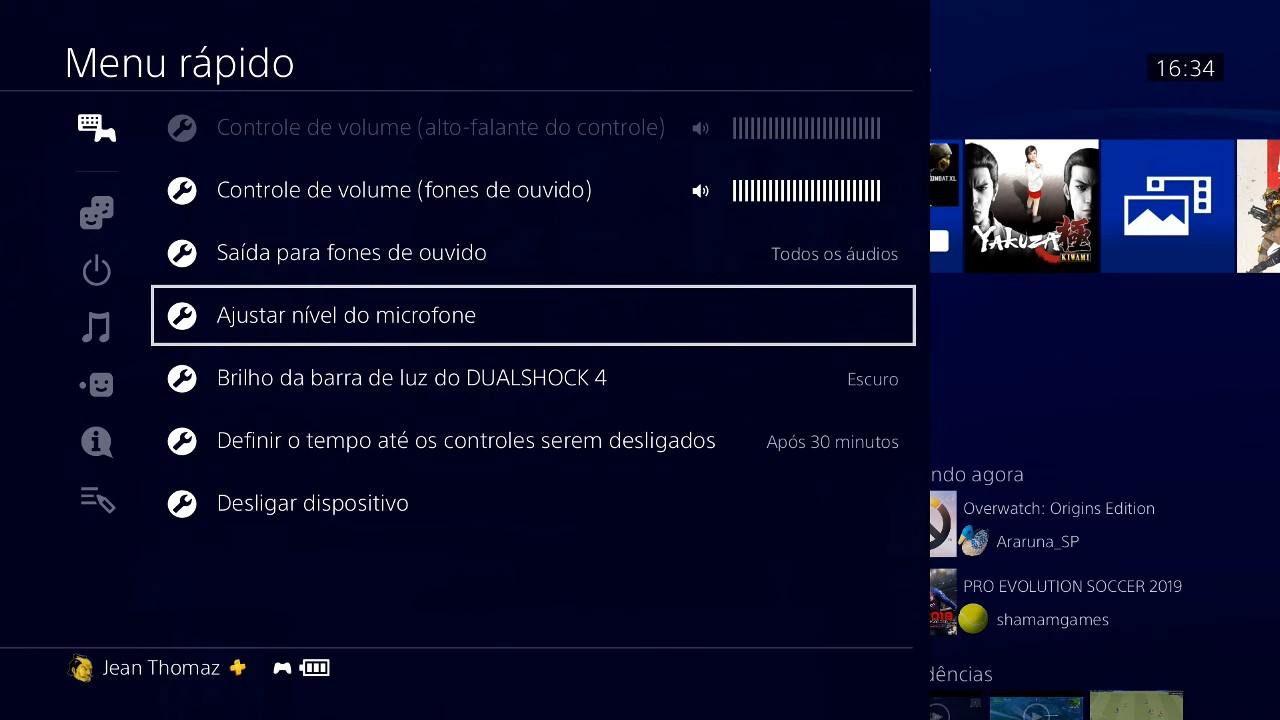 Menu rápido
16:34
Controle de volume (alto-falante do controle)
Controle de volume (fones de ouvido)
Saída para fones de ouvido
Todos os áudios
Ajustar nível do microfone
Brilho da barra de luz do DUALSHOCK 4
Escuro
Definir o tempo até os controles serem desligados
Após 30 minutos
Desligar dispositivo
Jean Thomaz
MBAT XL
YAKUZA 極
KIWAMI
ndo agora
Overwatch: Origins Edition
Araruna_SP
PRO EVOLUTION SOCCER 2019
shamamgames
dências